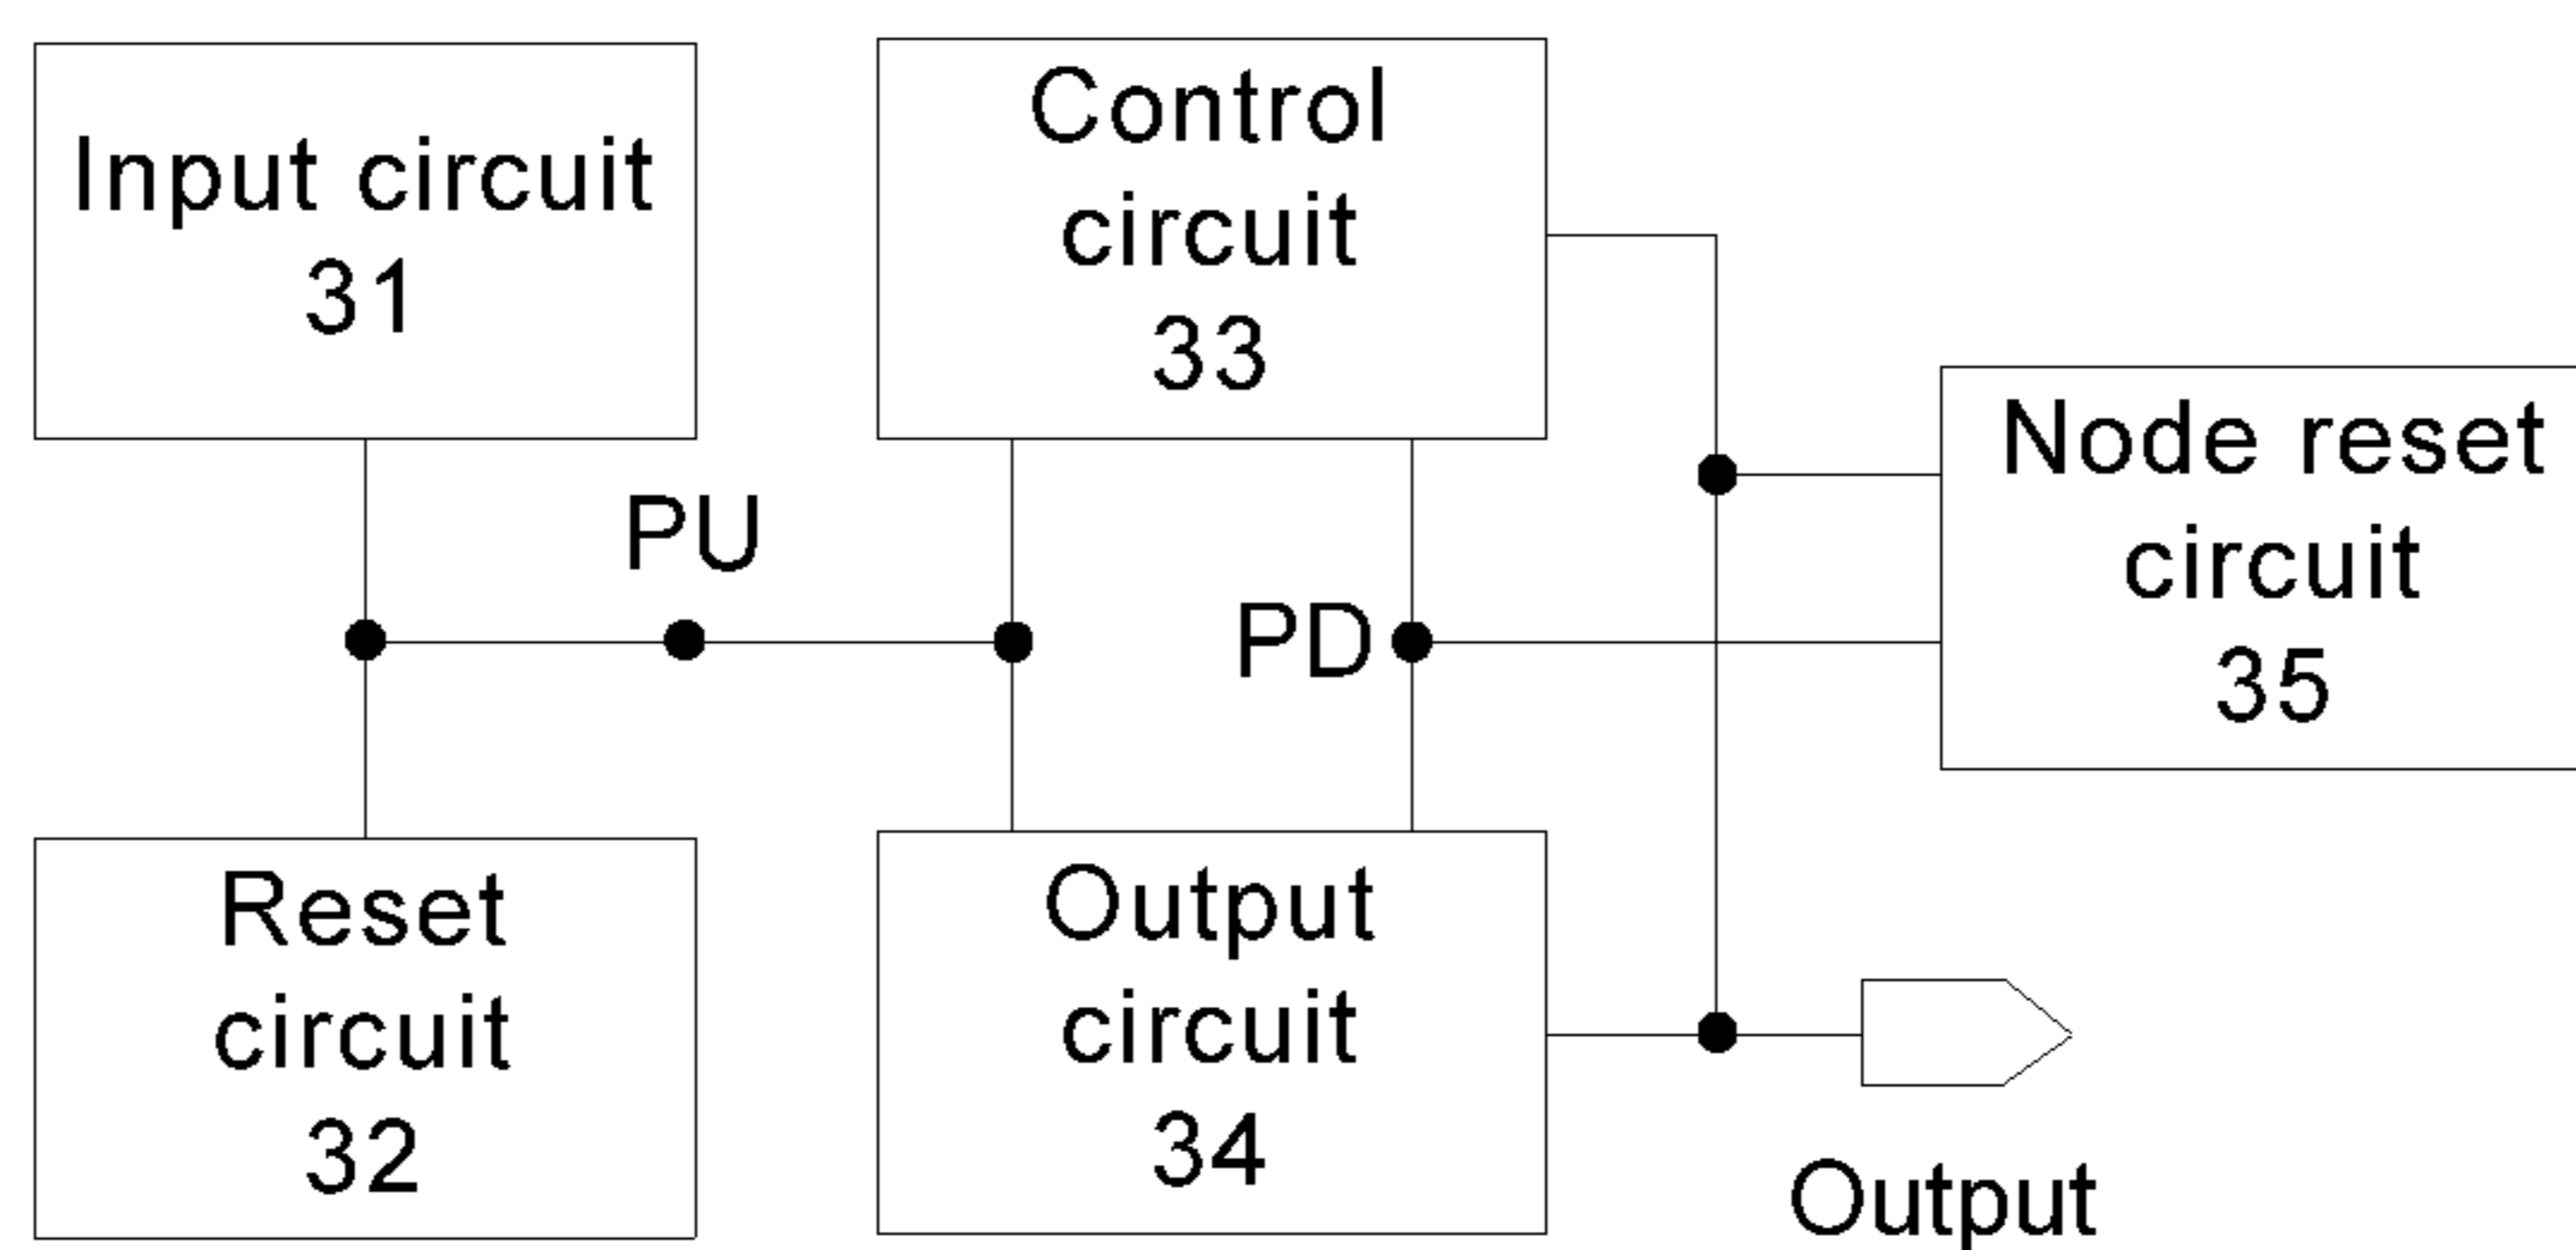 Input circuit
31
Control
circuit
33
Node reset
circuit
35
PU
PD
Reset
circuit
32
Output
circuit
34
Output